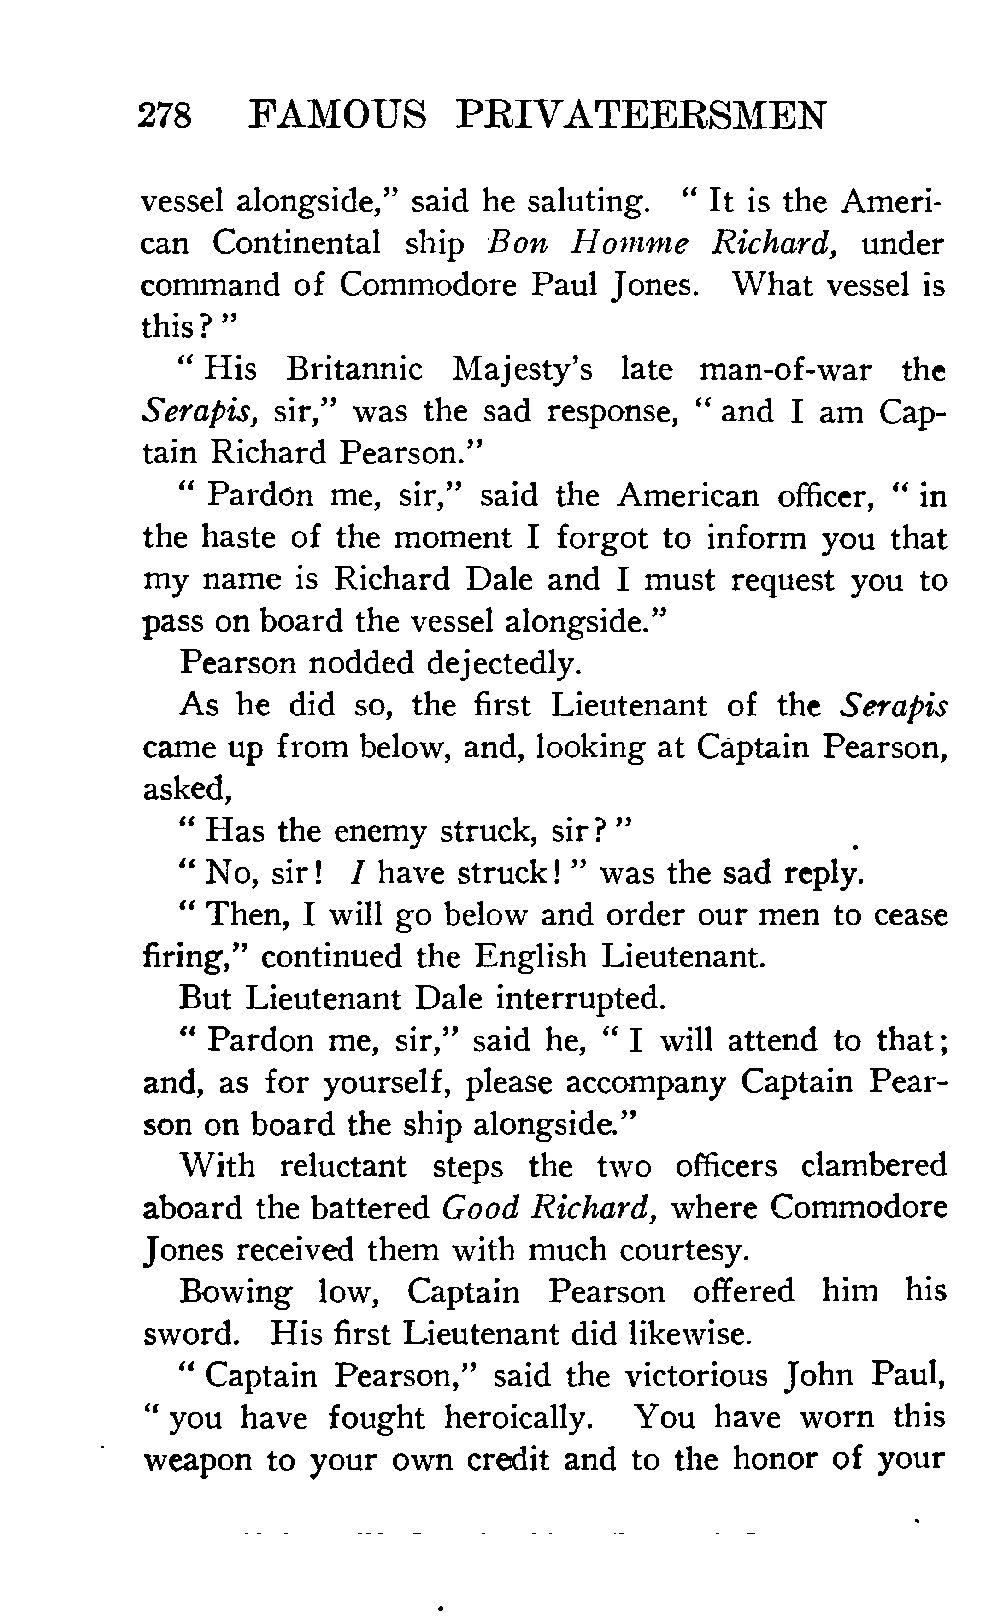 278 FAMOUS PRIVATEERSMEN
vessel alongside,” said he saluting. “ It is the Ameri-
can Continental ship Bon Homme Richard, under
command of Commodore Paul Jones. What vessel is
this? ”
“ His Britannic Majesty’s late man-of-war the
Serapis, sir,” was the sad response, “ and I am Cap-
tain Richard Pearson.”
“ Pardon me, sir,” said the American officer, “ in
the haste of the moment I forgot to inform you that
my name is Richard Dale and I must request you to
pass on board the vessel alongside.”
Pearson nodded dejectedly.
As he did so, the first Lieutenant of the Serapis
came up from below, and, looking at Captain Pearson,
asked,
“ Has the enemy struck, sir? ”
“ No, sir! I have struck! ” was the sad reply.
“ Then, I will go below and order our men to cease
firing,” continued the English Lieutenant.
But Lieutenant Dale interrupted.
“ Pardon me, sir,” said he, “ I will attend to that;
and, as for yourself, please accompany Captain Pear-
son on board the ship alongside.”
With reluctant steps the two officers clambered
aboard the battered Good Richard, where Commodore
Jones received them with much courtesy.
Bowing low, Captain Pearson offered him his
sword. His first Lieutenant did likewise.
“ Captain Pearson,” said the victorious John Paul,
“ you have fought heroically. You have worn this
weapon to your own credit and to the honor of your